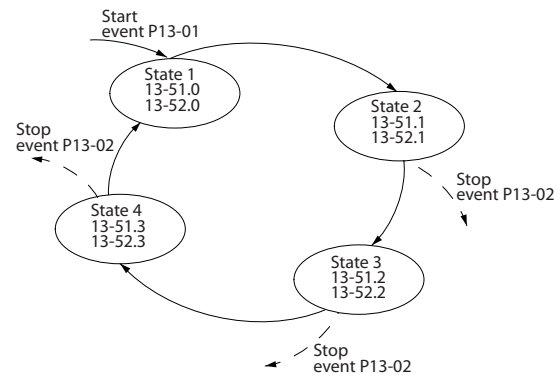 Start
event P13-01
State 1
13-51.0
13-52.0
State 2
13-51.1
13-52.1
Stop
event P13-02
Stop
event P13-02
State 4
13-51.3
13-52.3
State 3
13-51.2
13-52.2
Stop
event P13-02